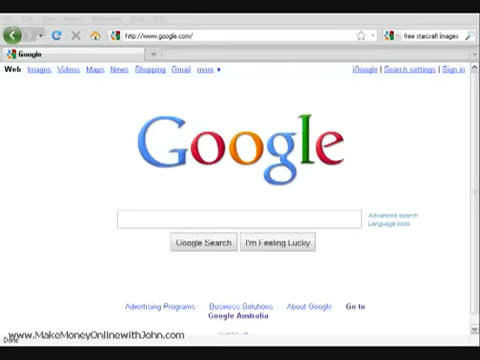 http://www.google.com/
free starcraft images
Google
Web Images Videos Maps News Shopping Gmail more ▼
iGoogle | Search settings | Sign in
Google
Advanced search
Language tools
Google Search
I'm Feeling Lucky
Advertising Programs Business Solutions About Google Go to
Google Australia
www.MakeMoneyOnlinewithJohn.com
Done